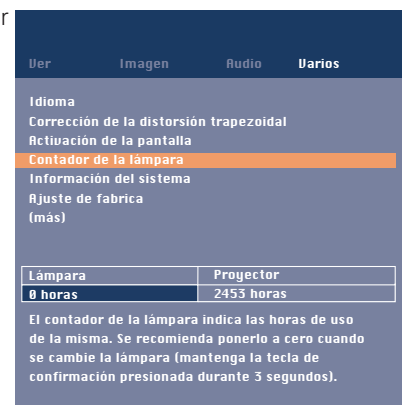 r
Ver Imagen Audio Varios
Idioma
Corrección de la distorsión trapezoidal
Activación de la pantalla
Contador de la lámpara
Información del sistema
Ajuste de fabrica
(más)
Lámpara Proyector
0 horas 2453 horas
El contador de la lámpara indica las horas de uso
de la misma. Se recomienda ponerlo a cero cuando
se cambie la lámpara (mantenga la tecla de
confirmación presionada durante 3 segundos).